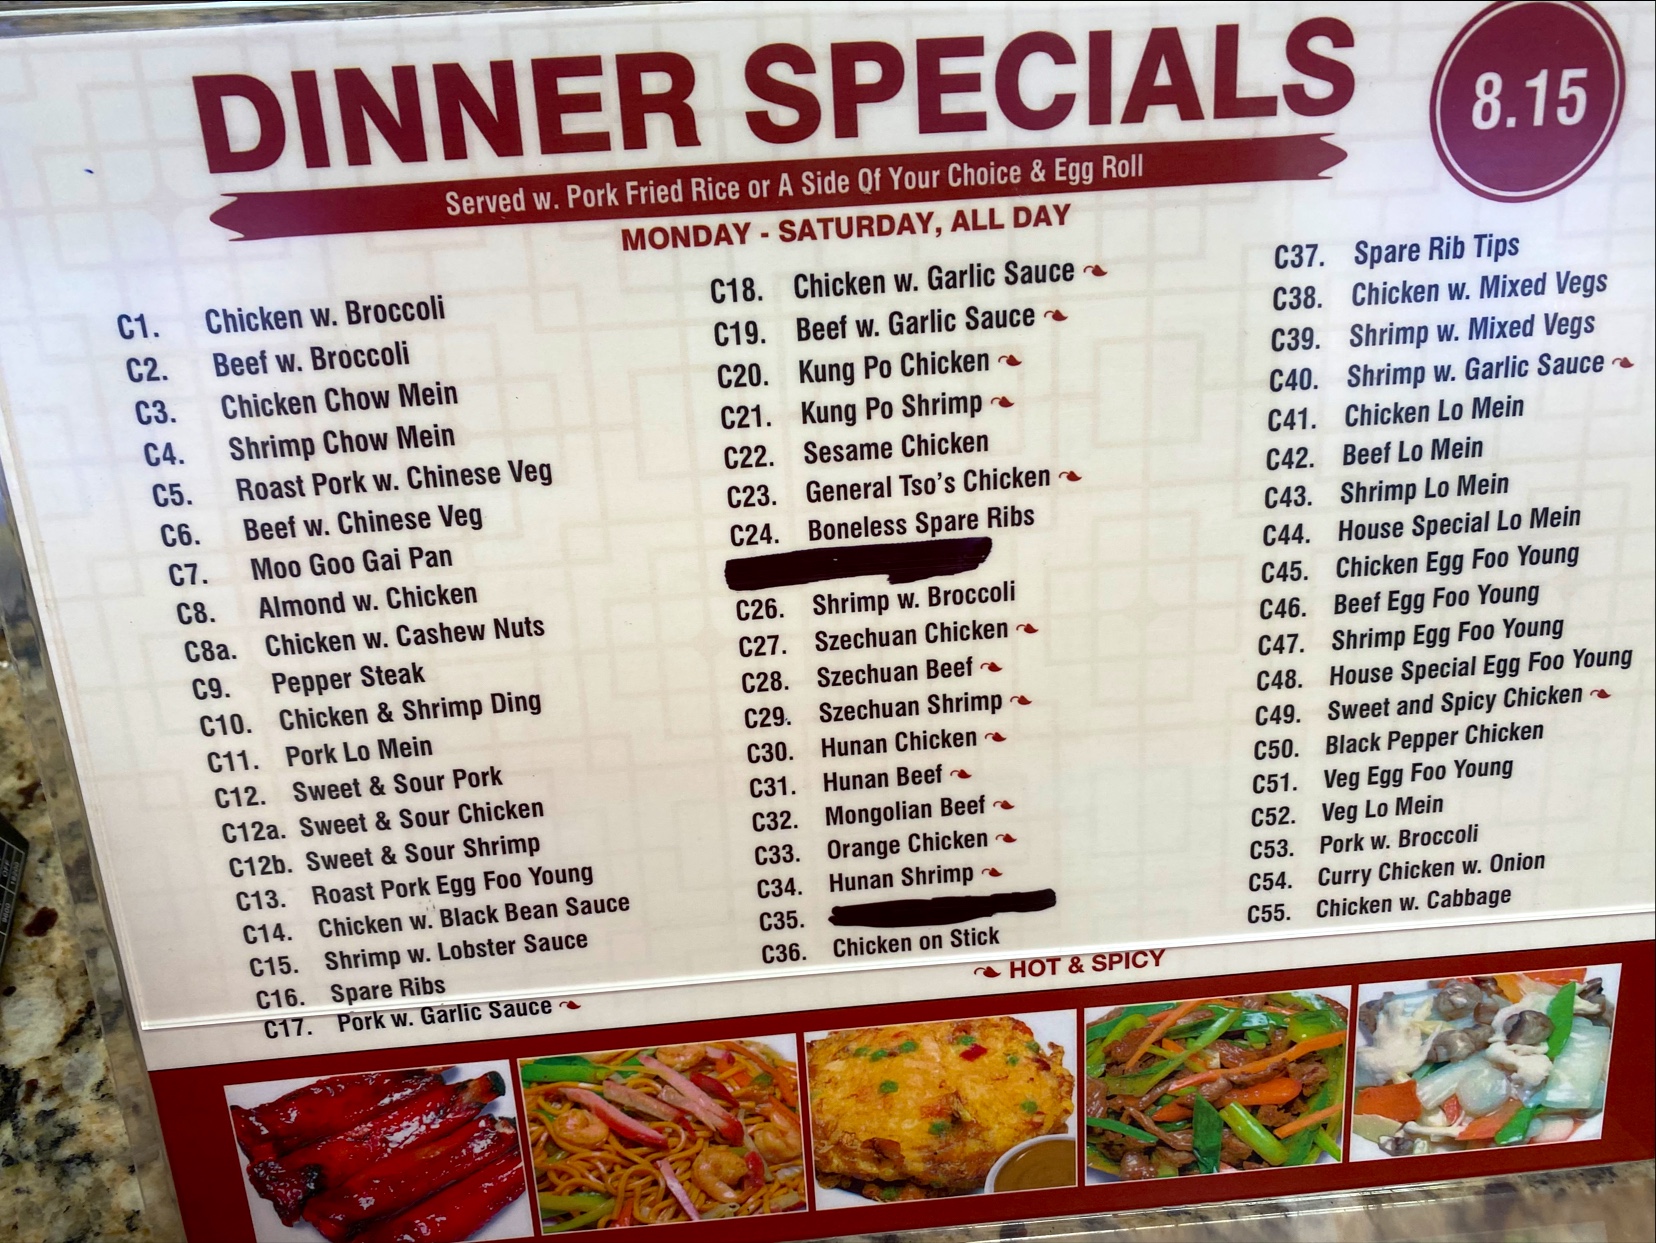 DINNER SPECIALS
8.15
Served w. Pork Fried Rice or A Side Of Your Choice & Egg Roll
MONDAY - SATURDAY, ALL DAY
C1. Chicken w. Broccoli
C2. Beef w. Broccoli
C3. Chicken Chow Mein
C4. Shrimp Chow Mein
C5. Roast Pork w. Chinese Veg
C6. Beef w. Chinese Veg
C7. Moo Goo Gai Pan
C8. Almond w. Chicken
C8a. Chicken w. Cashew Nuts
C9. Pepper Steak
C10. Chicken & Shrimp Ding
C11. Pork Lo Mein
C12. Sweet & Sour Pork
C12a. Sweet & Sour Chicken
C12b. Sweet & Sour Shrimp
C13. Roast Pork Egg Foo Young
C14. Chicken w. Black Bean Sauce
C15. Shrimp w. Lobster Sauce
C16. Spare Ribs
C17. Pork w. Garlic Sauce
C18. Chicken w. Garlic Sauce
C19. Beef w. Garlic Sauce
C20. Kung Po Chicken
C21. Kung Po Shrimp
C22. Sesame Chicken
C23. General Tso's Chicken
C24. Boneless Spare Ribs
C26. Shrimp w. Broccoli
C27. Szechuan Chicken
C28. Szechuan Beef
C29. Szechuan Shrimp
C30. Hunan Chicken
C31. Hunan Beef
C32. Mongolian Beef
C33. Orange Chicken
C34. Hunan Shrimp
C35.
C36. Chicken on Stick
C37. Spare Rib Tips
C38. Chicken w. Mixed Vegs
C39. Shrimp w. Mixed Vegs
C40. Shrimp w. Garlic Sauce
C41. Chicken Lo Mein
C42. Beef Lo Mein
C43. Shrimp Lo Mein
C44. House Special Lo Mein
C45. Chicken Egg Foo Young
C46. Beef Egg Foo Young
C47. Shrimp Egg Foo Young
C48. House Special Egg Foo Young
C49. Sweet and Spicy Chicken
C50. Black Pepper Chicken
C51. Veg Egg Foo Young
C52. Veg Lo Mein
C53. Pork w. Broccoli
C54. Curry Chicken w. Onion
C55. Chicken w. Cabbage
HOT & SPICY